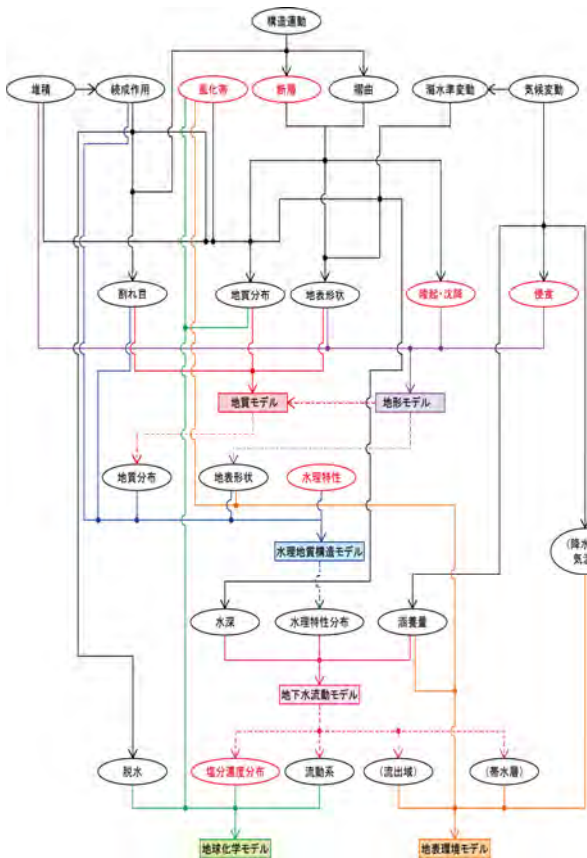 構造運動
堆積
続成作用
風化帯
断層
褶曲
海水準変動
気候変動
割れ目
地質分布
地表形状
隆起・沈降
侵食
地質モデル
地形モデル
地質分布
地表形状
水理特性
水理地質構造モデル
(降水
気温
水深
水理特性分布
涵養量
地下水流動モデル
脱水
塩分濃度分布
流動系
(流出域)
(帯水層)
地球化学モデル
地表環境モデル